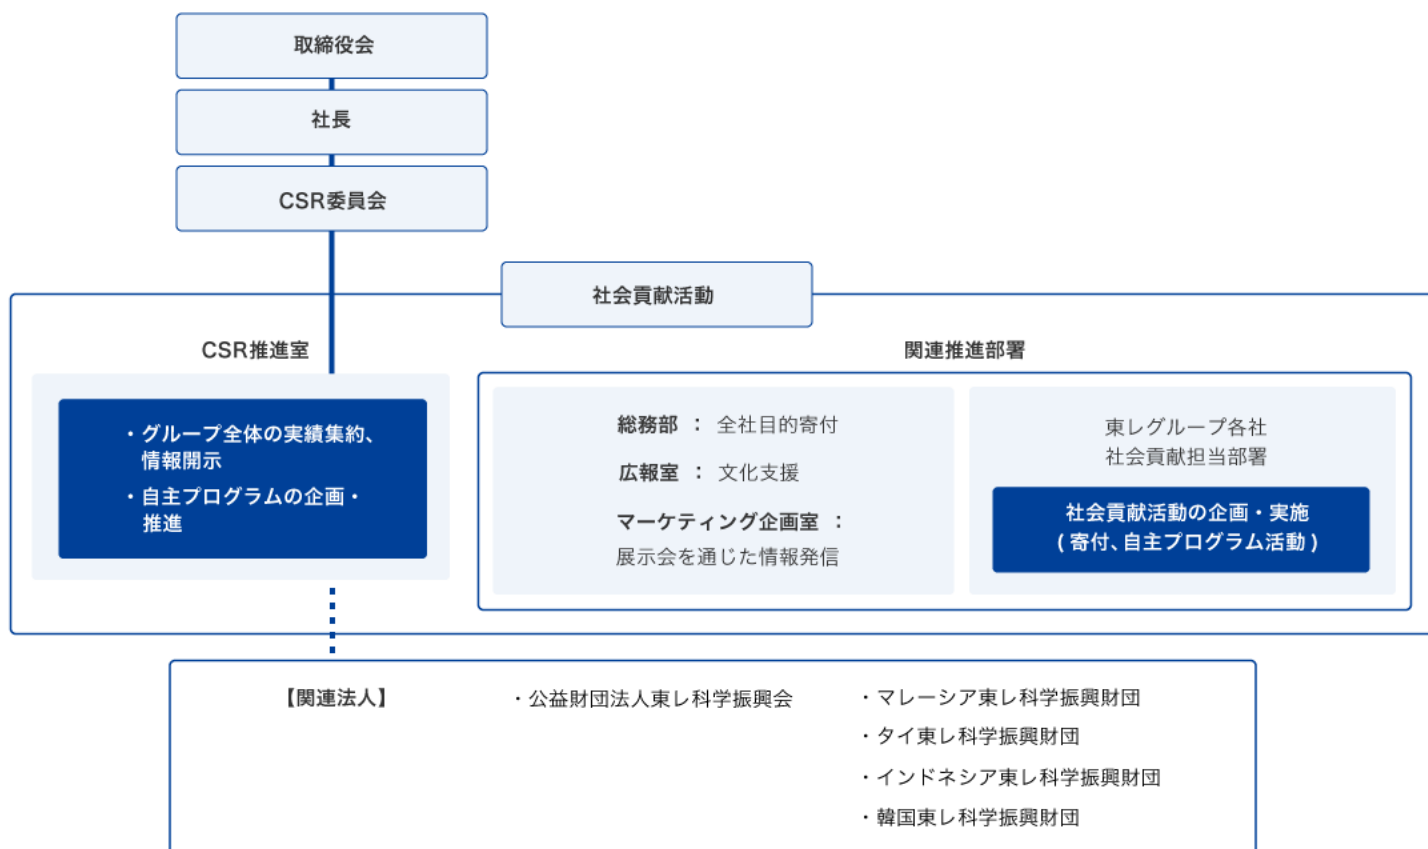 取締役会
社長
CSR委員会
社会貢献活動
CSR推進室
・グループ全体の実績集約、
情報開示
・自主プログラムの企画・
推進
関連推進部署
総務部 ： 全社目的寄付
広報室 ： 文化支援
マーケティング企画室 ：
展示会を通じた情報発信
東レグループ各社
社会貢献担当部署
社会貢献活動の企画・実施
( 寄付、自主プログラム活動 )
【関連法人】
・公益財団法人東レ科学振興会
・マレーシア東レ科学振興財団
・タイ東レ科学振興財団
・インドネシア東レ科学振興財団
・韓国東レ科学振興財団